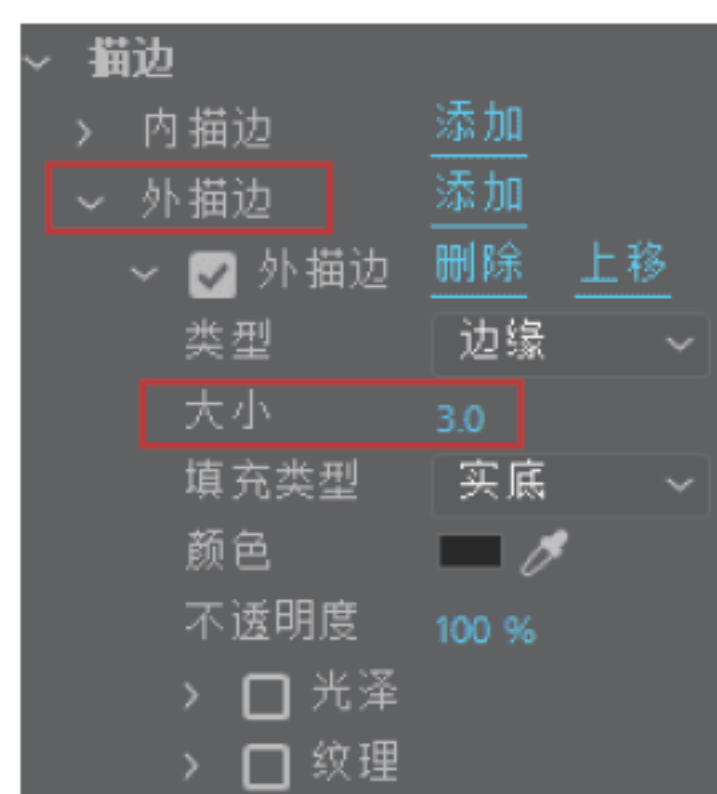 描边
内描边 添加
外描边 添加
外描边 删除 上移
类型 边缘
大小 3.0
填充类型 实底
颜色
不透明度 100 %
光泽
纹理